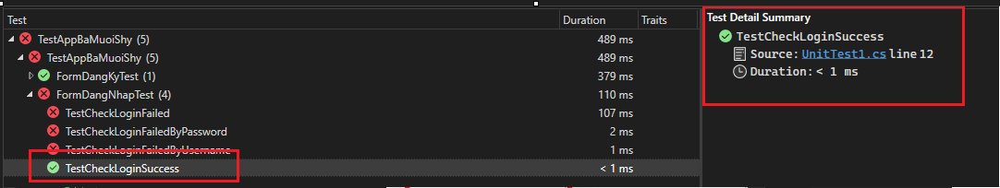 Test Duration Traits
TestAppBaMuoiShy (5) 489 ms
TestAppBaMuoiShy (5) 489 ms
FormDangKyTest (1) 379 ms
FormDangNhapTest (4) 110 ms
TestCheckLoginFailed 107 ms
TestCheckLoginFailedByPassword 2 ms
TestCheckLoginFailedByUsername 1 ms
TestCheckLoginSuccess < 1 ms
Test Detail Summary
TestCheckLoginSuccess
Source: UnitTest1.cs line 12
Duration: < 1 ms